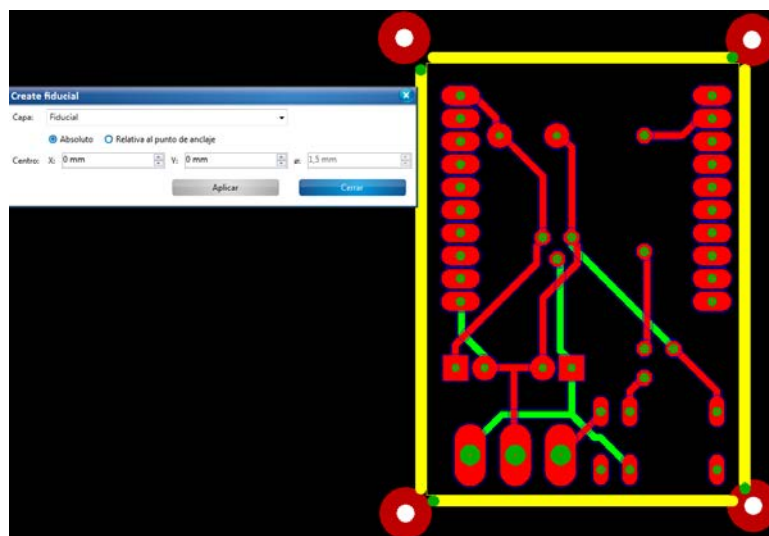 Create fiducial
Capa: Fiducial
Absoluto Relativa al punto de anclaje
Centro: X: 0 mm Y: 0 mm ø: 1,5 mm
Aplicar Cerrar